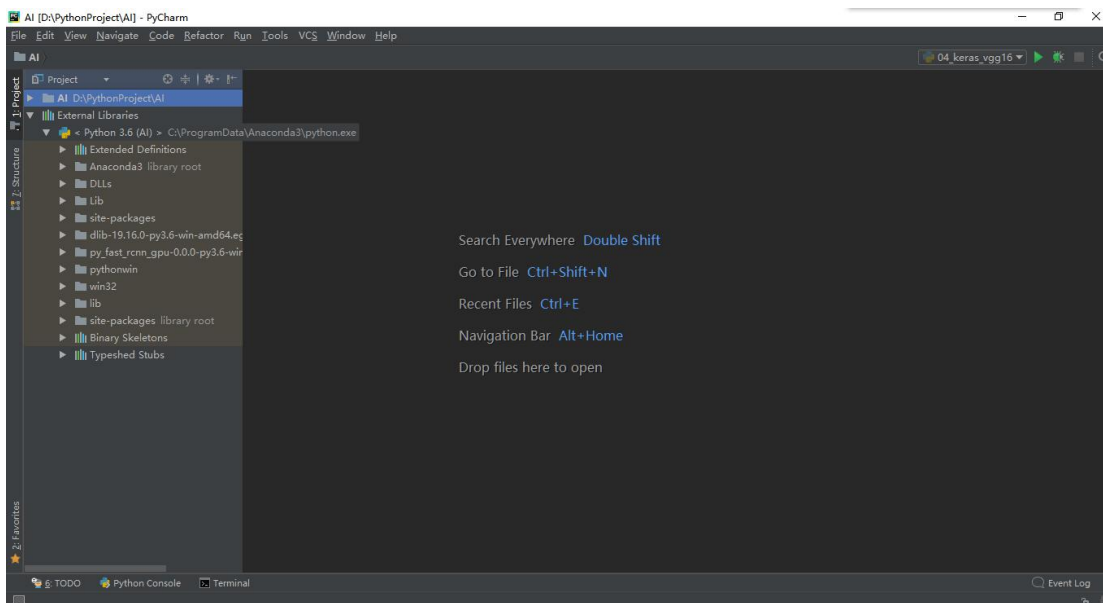 AI [D:\PythonProject\AI] - PyCharm
File Edit View Navigate Code Refactor Run Tools VCS Window Help
AI
04_keras_vgg16
1: Project
Project
AI D:\PythonProject\AI
External Libraries
< Python 3.6 (AI) > C:\ProgramData\Anaconda3\python.exe
Extended Definitions
Anaconda3 library root
DLLs
Lib
site-packages
dlib-19.16.0-py3.6-win-amd64.eg
py_fast_rcnn_gpu-0.0.0-py3.6-wir
pythonwin
win32
lib
site-packages library root
Binary Skeletons
Typeshed Stubs
7: Structure
Search Everywhere Double Shift
Go to File Ctrl+Shift+N
Recent Files Ctrl+E
Navigation Bar Alt+Home
Drop files here to open
2: Favorites
6: TODO Python Console Terminal Event Log